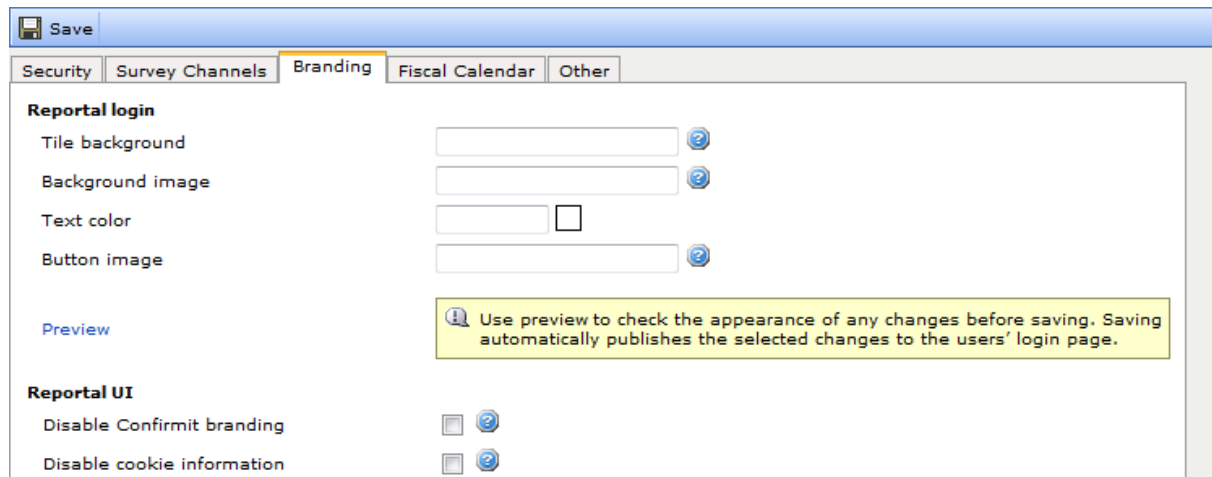 Save
Security Survey Channels Branding Fiscal Calendar Other
Reportal login
Tile background
Background image
Text color
Button image
Preview
Use preview to check the appearance of any changes before saving. Saving
automatically publishes the selected changes to the users’ login page.
Reportal UI
Disable Confirmit branding
Disable cookie information